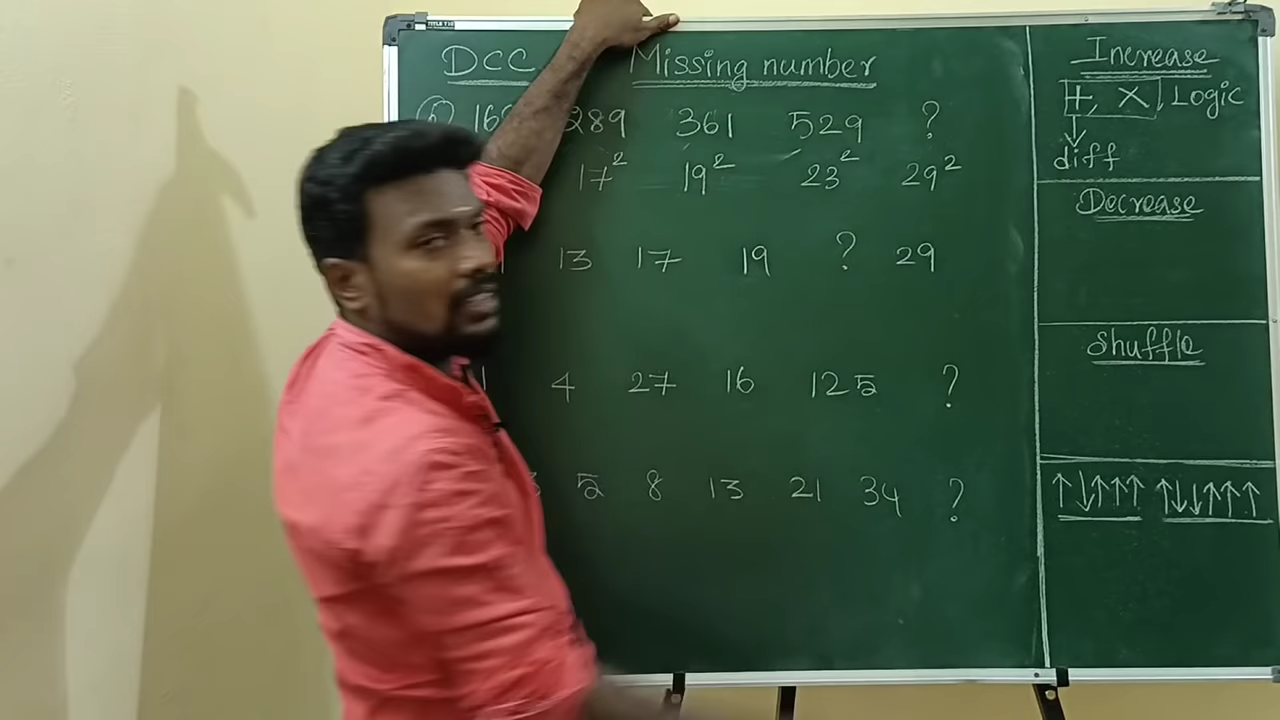 DCC Missing number
289 361 529 ?
17² 19² 23² 29²
13 17 19 ? 29
1 4 27 16 125 ?
5 8 13 21 34 ?
Increase
+, × Logic
↓
diff
Decrease
Shuffle
↑↓↑↑↑ ↑↓↓↑↑↑